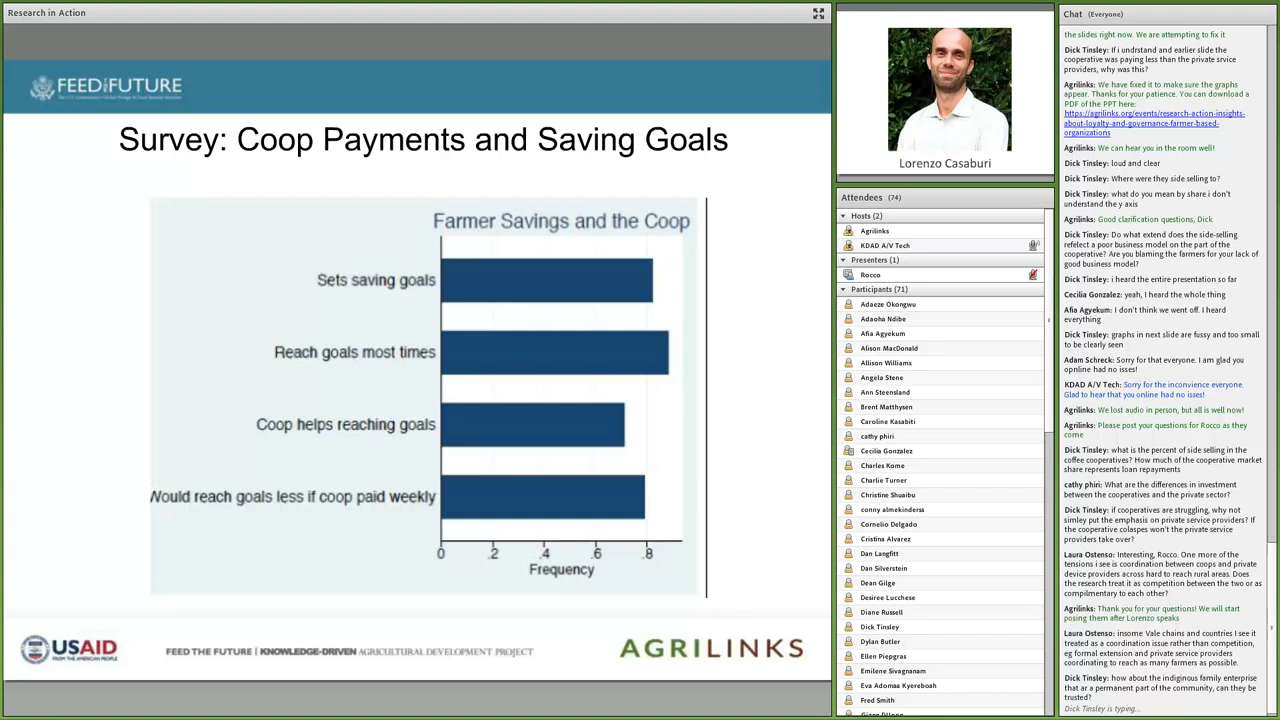 Research in Action
FEED THE FUTURE
Survey: Coop Payments and Saving Goals
Farmer Savings and the Coop
Sets saving goals
Reach goals most times
Coop helps reaching goals
Would reach goals less if coop paid weekly
0 .2 .4 .6 .8
Frequency
USAID
FROM THE AMERICAN PEOPLE
FEED THE FUTURE | KNOWLEDGE-DRIVEN AGRICULTURAL DEVELOPMENT PROJECT
AGRILINKS
Lorenzo Casaburi
Attendees (74)
Hosts (2)
Agrilinks
KDAD A/V Tech
Presenters (1)
Rocco
Participants (71)
Adaeze Okongwu
Adaoha Ndibe
Afia Agyekum
Alison MacDonald
Allison Williams
Angela Stene
Ann Steensland
Brent Matthysen
Caroline Kasabiti
cathy phiri
Cecilia Gonzalez
Charles Kome
Charlie Turner
Christine Shuaibu
conny almekinderss
Cornelio Delgado
Cristina Alvarez
Dan Langfitt
Dan Silverstein
Dean Gilge
Desiree Lucchese
Diane Russell
Dick Tinsley
Dylan Butler
Ellen Piepgras
Emilene Sivagnanam
Eva Adomaa Kyereboah
Fred Smith
Chat (Everyone)
the slides right now. We are attempting to fix it
Dick Tinsley: If i undrstand and earlier slide the
cooperative was paying less than the private srvice
providers, why was this?
Agrilinks: We have fixed it to make sure the graphs
appear. Thanks for your patience. You can download a
PDF of the PPT here:
https://agrilinks.org/events/research-action-insights-
about-loyalty-and-governance-farmer-based-
organizations
Agrilinks: We can hear you in the room well!
Dick Tinsley: loud and clear
Dick Tinsley: Where were they side selling to?
Dick Tinsley: what do you mean by share i don't
understand the y axis
Agrilinks: Good clarification questions, Dick
Dick Tinsley: Do what extend does the side-selling
refelect a poor business model on the part of the
cooperative? Are you blaming the farmers for your lack of
good business model?
Dick Tinsley: i heard the entire presentation so far
Cecilia Gonzalez: yeah, I heard the whole thing
Afia Agyekum: I don't think we went off. I heard
everything
Dick Tinsley: graphs in next slide are fussy and too small
to be clearly seen
Adam Schreck: Sorry for that everyone. I am glad you
opnline had no isses!
KDAD A/V Tech: Sorry for the inconvience everyone.
Glad to hear that you online had no isses!
Agrilinks: We lost audio in person, but all is well now!
Agrilinks: Please post your questions for Rocco as they
come
Dick Tinsley: what is the percent of side selling in the
coffee cooperatives? How much of the cooperative market
share represents loan repayments
cathy phiri: What are the differences in investment
between the cooperatives and the private sector?
Dick Tinsley: if cooperatives are struggling, why not
simley put the emphasis on private service providers? If
the cooperative colaspes won't the private service
providers take over?
Laura Ostenso: Interesting, Rocco. One more of the
tensions i see is coordination between coops and private
device providers across hard to reach rural areas. Does
the research treat it as competition between the two or as
compilmentary to each other?
Agrilinks: Thank you for your questions! We will start
posing them after Lorenzo speaks
Laura Ostenso: insome Vale chains and countries I see it
treated as a coordination issue rather than competition,
eg formal extension and private service providers
coordinating to reach as many farmers as possible.
Dick Tinsley: how about the indiginous family enterprise
that ar a permanent part of the community, can they be
trusted?
Dick Tinsley is typing...